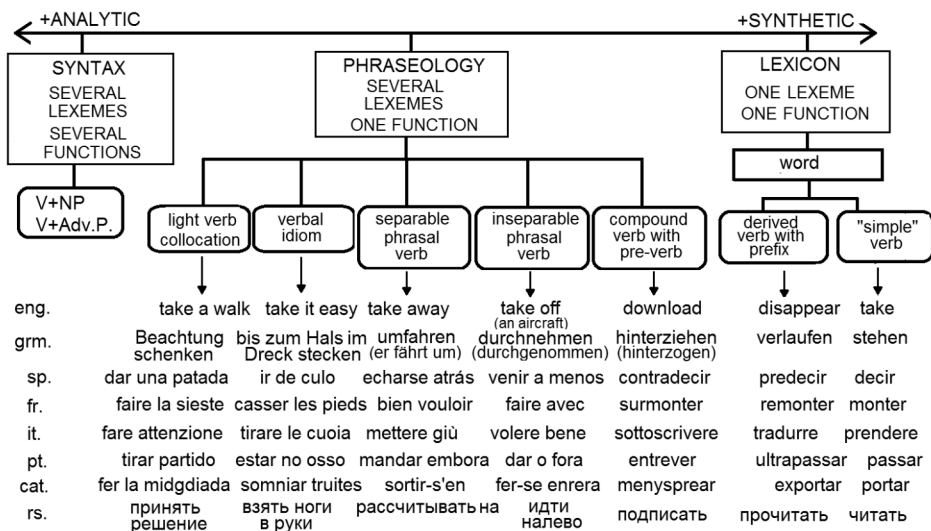 +ANALYTIC +SYNTHETIC
SYNTAX
SEVERAL
LEXEMES
SEVERAL
FUNCTIONS
PHRASEOLOGY
SEVERAL
LEXEMES
ONE FUNCTION
LEXICON
ONE LEXEME
ONE FUNCTION
word
V+NP
V+Adv.P.
light verb
collocation
verbal
idiom
separable
phrasal
verb
inseparable
phrasal
verb
compound
verb with
pre-verb
derived
verb with
prefix
"simple"
verb
eng. take a walk take it easy take away take off download disappear take
(an aircraft)
grm. Beachtung bis zum Hals im umfahren durchnehmen hinterziehen verlaufen stehen
schenken Dreck stecken (er fährt um) (durchgenommen) (hinterzogen)
sp. dar una patada ir de culo echarse atrás venir a menos contradecir predecir decir
fr. faire la sieste casser les pieds bien vouloir faire avec surmonter remonter monter
it. fare attenzione tirare le cuoia mettere giù volere bene sottoscrivere tradurre prendere
pt. tirar partido estar no osso mandar embora dar o fora entrever ultrapassar passar
cat. fer la midgdiada somniar truites sortir-s'en fer-se enrera menysprear exportar portar
rs. принять взять ноги рассчитывать на идти подписать прочитать читать
решение в руки налево